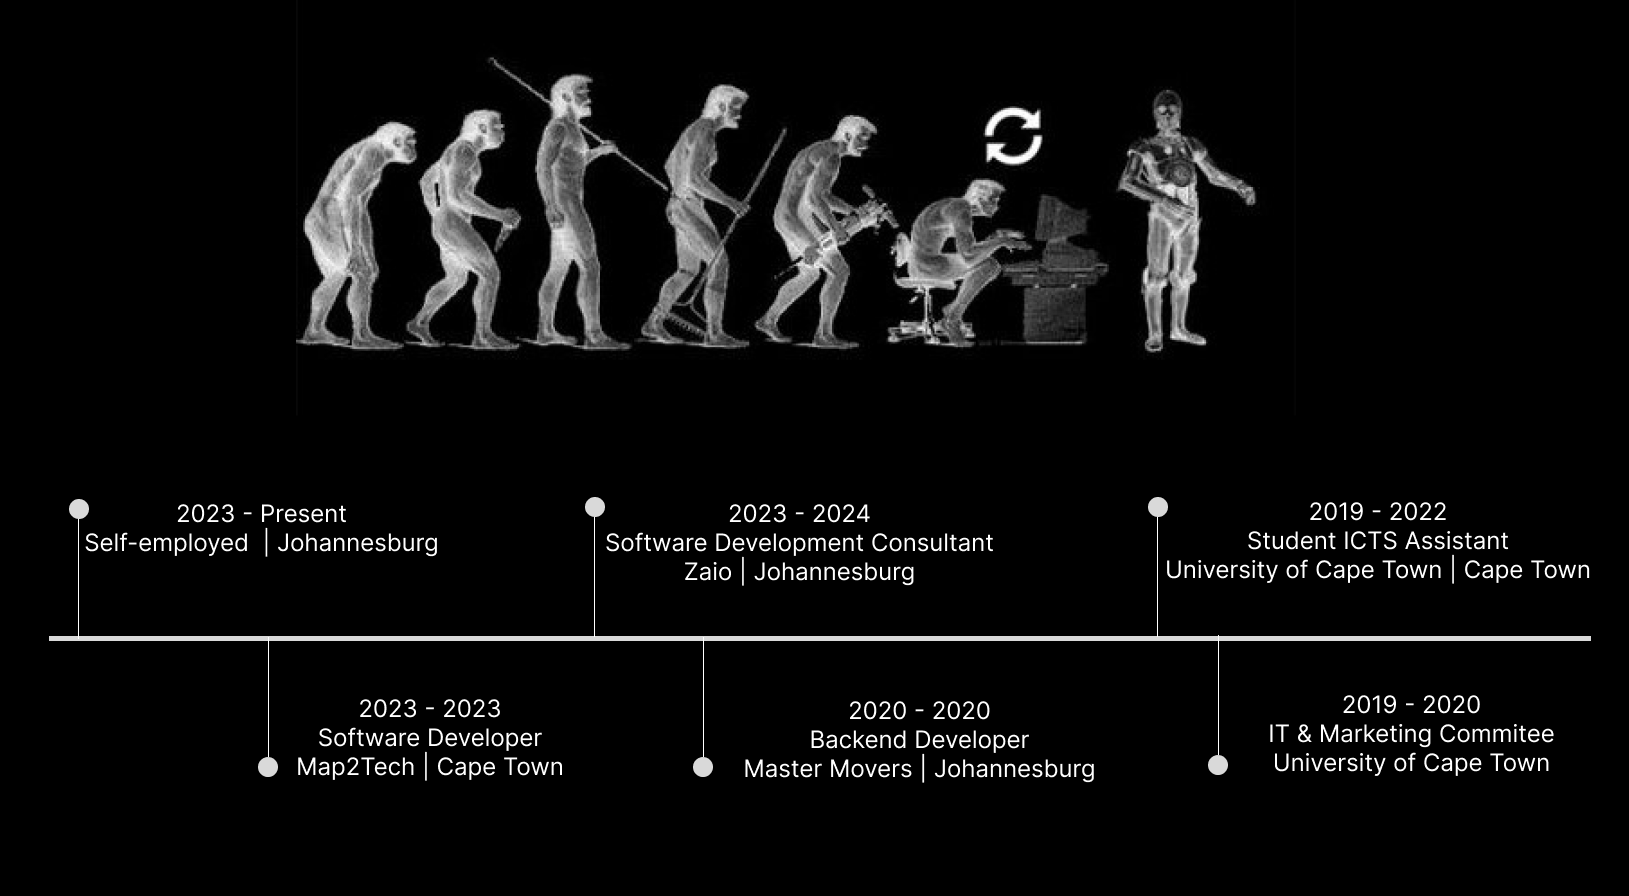 2023 - Present
Self-employed | Johannesburg
2023 - 2024
Software Development Consultant
Zaio | Johannesburg
2019 - 2022
Student ICTS Assistant
University of Cape Town | Cape Town
2023 - 2023
Software Developer
Map2Tech | Cape Town
2020 - 2020
Backend Developer
Master Movers | Johannesburg
2019 - 2020
IT & Marketing Commitee
University of Cape Town